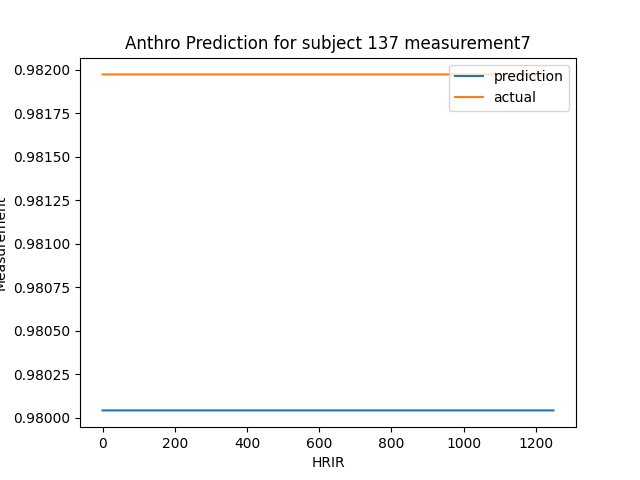 Anthro Prediction for subject 137 measurement7
prediction
actual
Measurement
0.98200
0.98175
0.98150
0.98125
0.98100
0.98075
0.98050
0.98025
0.98000
0 200 400 600 800 1000 1200
HRIR